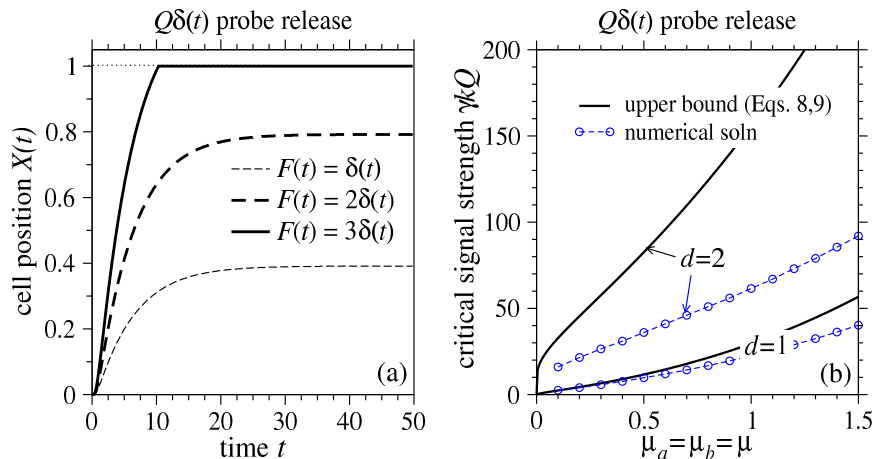 Qδ(t) probe release
cell position X(t)
1
0.8
0.6
0.4
0.2
0
F(t) = δ(t)
F(t) = 2δ(t)
F(t) = 3δ(t)
(a)
0 10 20 30 40 50
time t
Qδ(t) probe release
critical signal strength γkQ
200
150
100
50
0
upper bound (Eqs. 8,9)
numerical soln
d=2
d=1
(b)
0 0.5 1 1.5
μa=μb=μ